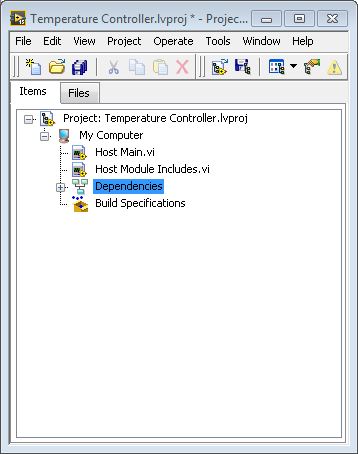 Temperature Controller.lvproj * - Projec...
File Edit View Project Operate Tools Window Help
Items Files
Project: Temperature Controller.lvproj
My Computer
Host Main.vi
Host Module Includes.vi
Dependencies
Build Specifications